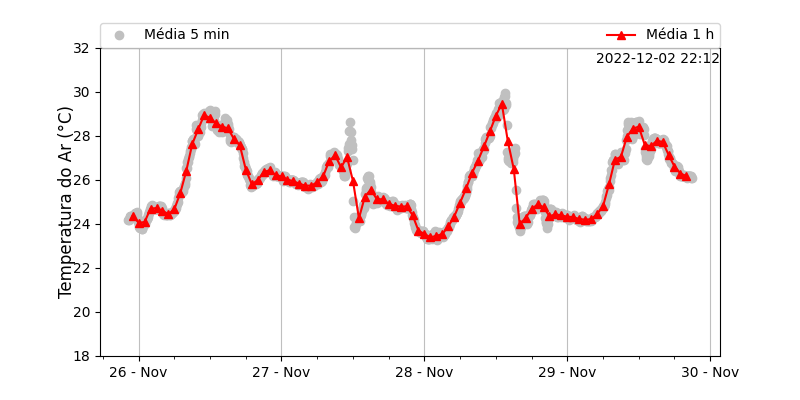 Média 5 min
Média 1 h
2022-12-02 22:12
Temperatura do Ar (°C)
32
30
28
26
24
22
20
18
26 - Nov
27 - Nov
28 - Nov
29 - Nov
30 - Nov